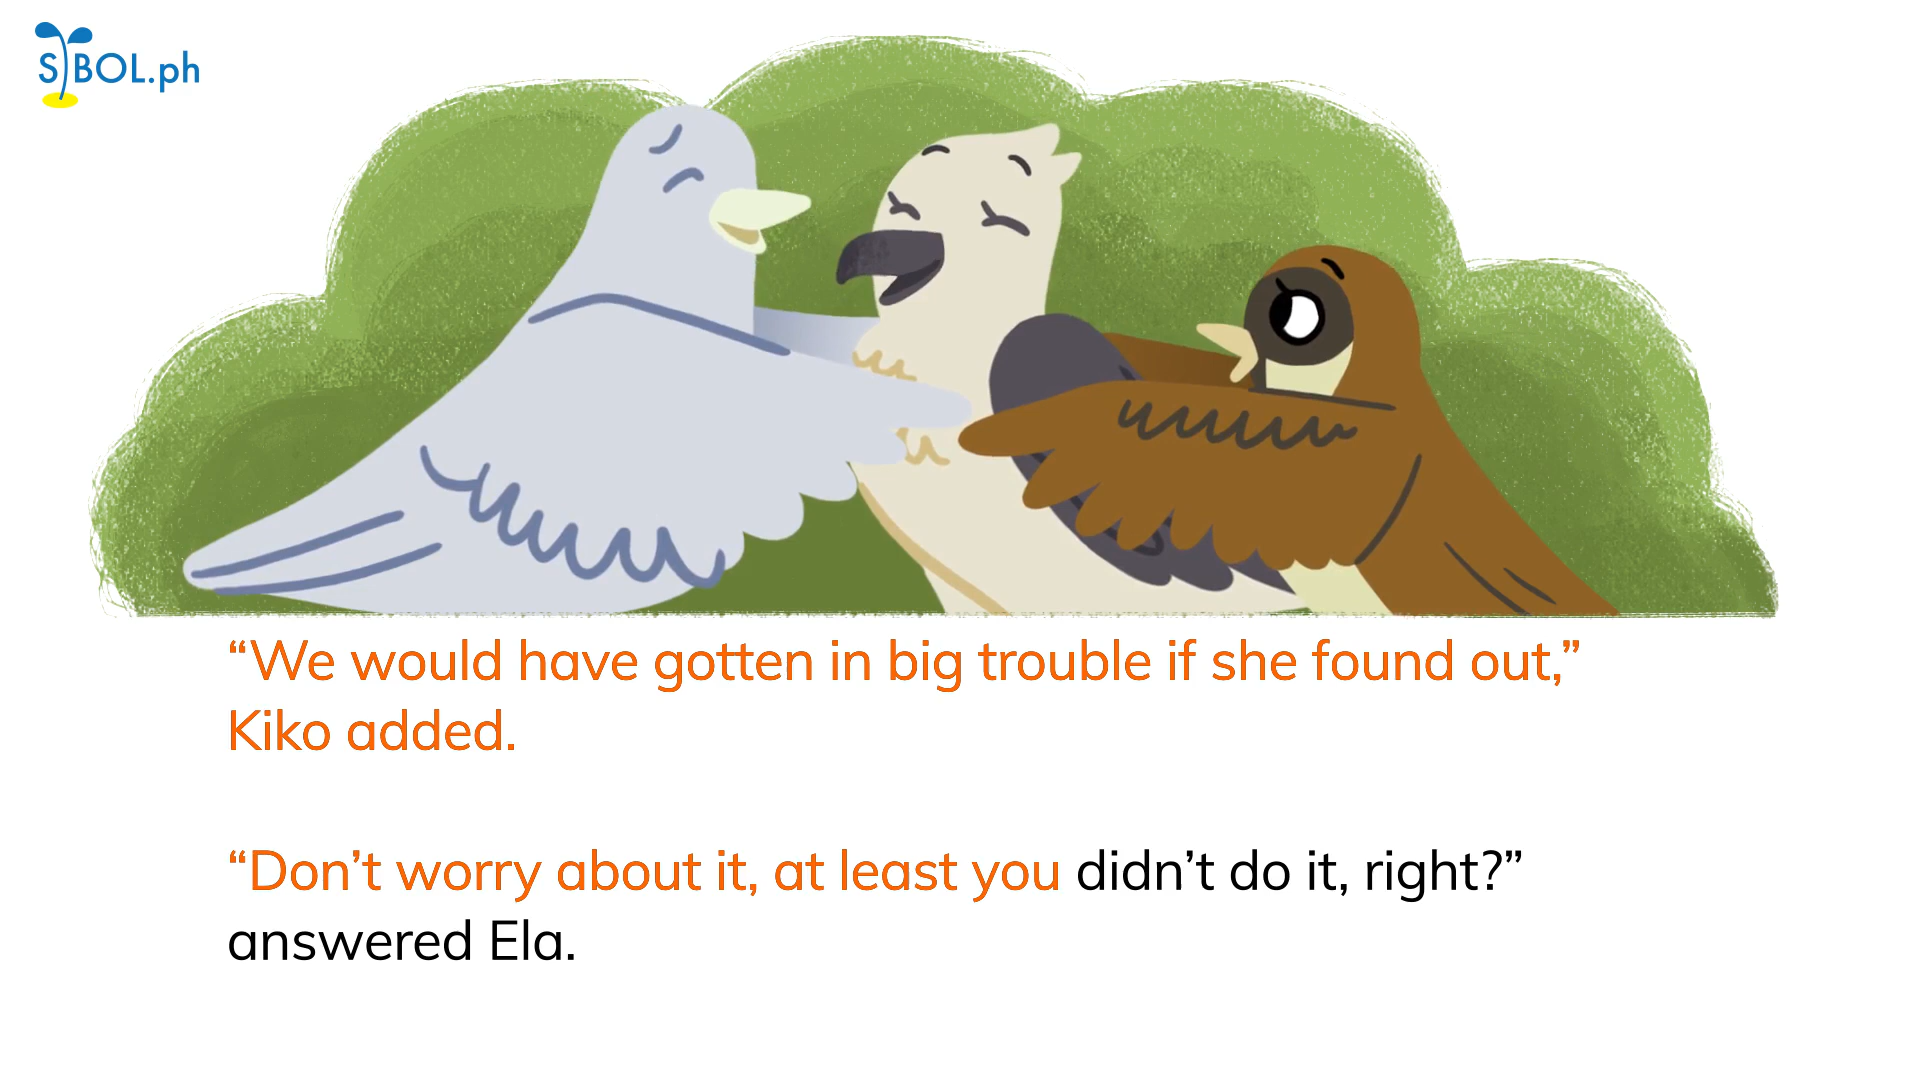 SIBOL.ph
“We would have gotten in big trouble if she found out,”
Kiko added.
“Don’t worry about it, at least you didn’t do it, right?”
answered Ela.